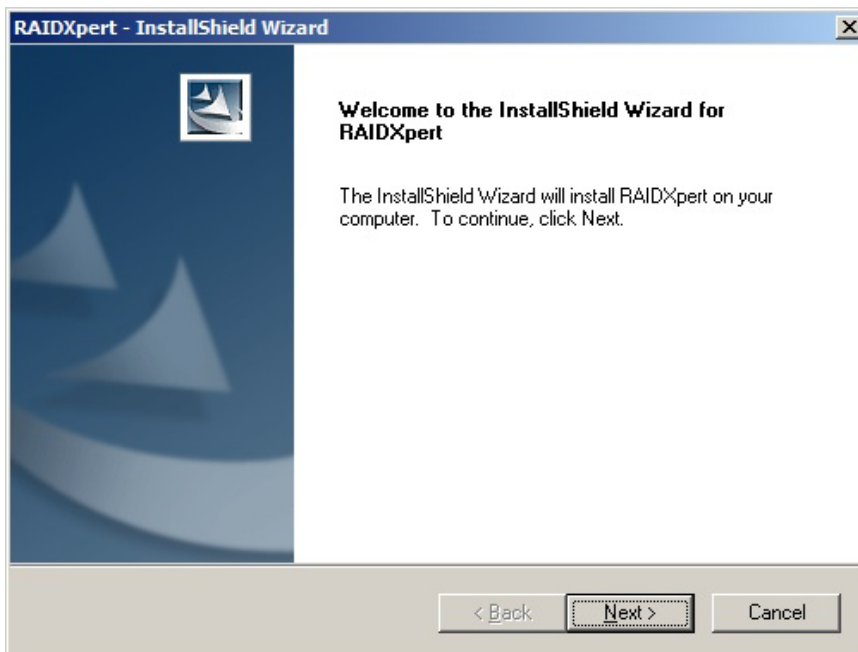 RAIDXpert - InstallShield Wizard
Welcome to the InstallShield Wizard for
RAIDXpert
The InstallShield Wizard will install RAIDXpert on your
computer. To continue, click Next.
< Back
Next >
Cancel